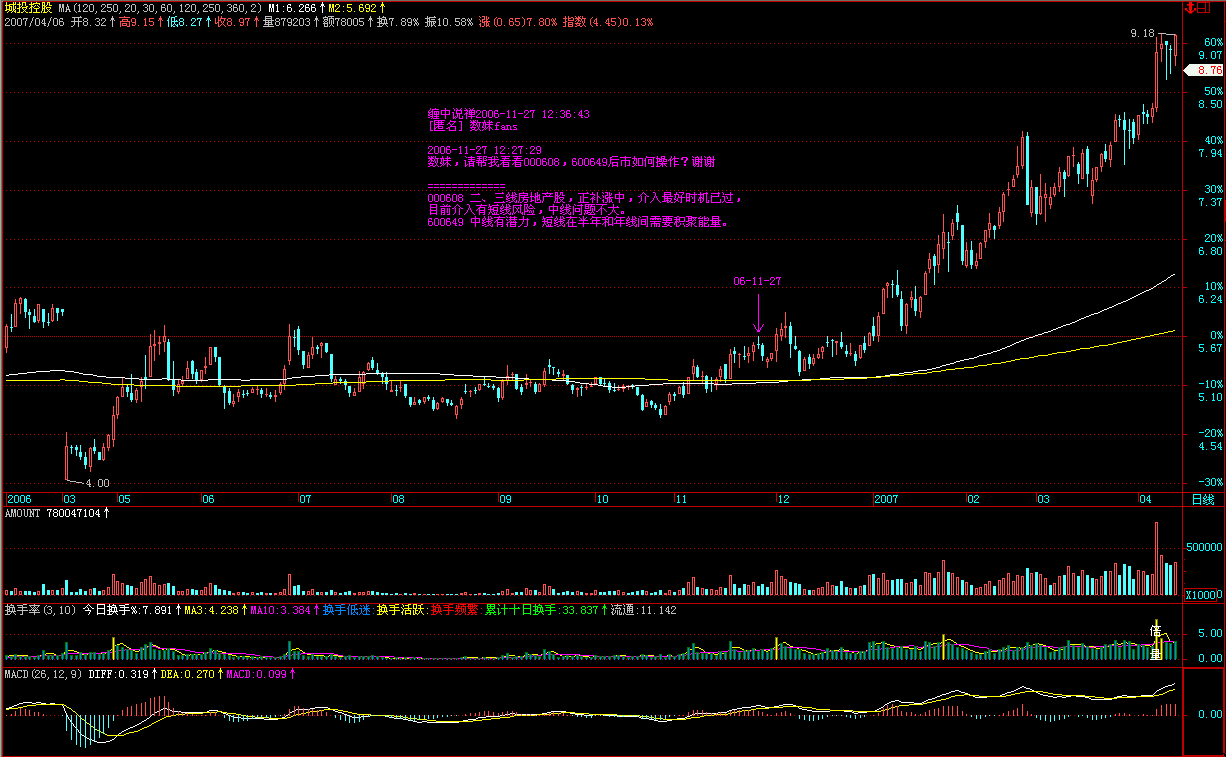 城投控股 MA(120,250,20,30,60,120,250,360,2) M1:6.266↑M2:5.692↑
2007/04/06 开8.32↑高9.15↑低8.27↑收8.97↑量879203↑额78005↑换7.89% 振10.58% 涨(0.65)7.80% 指数(4.45)0.13%
9.18
60%
9.07
8.76
50%
8.50
缠中说禅2006-11-27 12:36:43
[匿名] 数妹fans
40%
7.94
2006-11-27 12:27:29
数妹，请帮我看看000608，600649后市如何操作？谢谢
=============
30%
7.37
000608 二、三线房地产股，正补涨中，介入最好时机已过，
目前介入有短线风险，中线问题不大。
600649 中线有潜力，短线在半年和年线间需要积聚能量。
20%
6.80
06-11-27
10%
6.24
0%
5.67
-10%
5.10
-20%
4.54
4.00
-30%
2006 03 05 06 07 08 09 10 11 12 2007 02 03 04 日线
AMOUNT 780047104↑
500000
X10000
换手率(3,10) 今日换手%:7.891↑MA3:4.238↑MA10:3.384↑换手低迷:换手活跃:换手频繁:累计十日换手:33.837↑流通:11.142
倍
量
5.00
0.00
MACD(26,12,9) DIFF:0.319↑DEA:0.270↑MACD:0.099↑
0.00